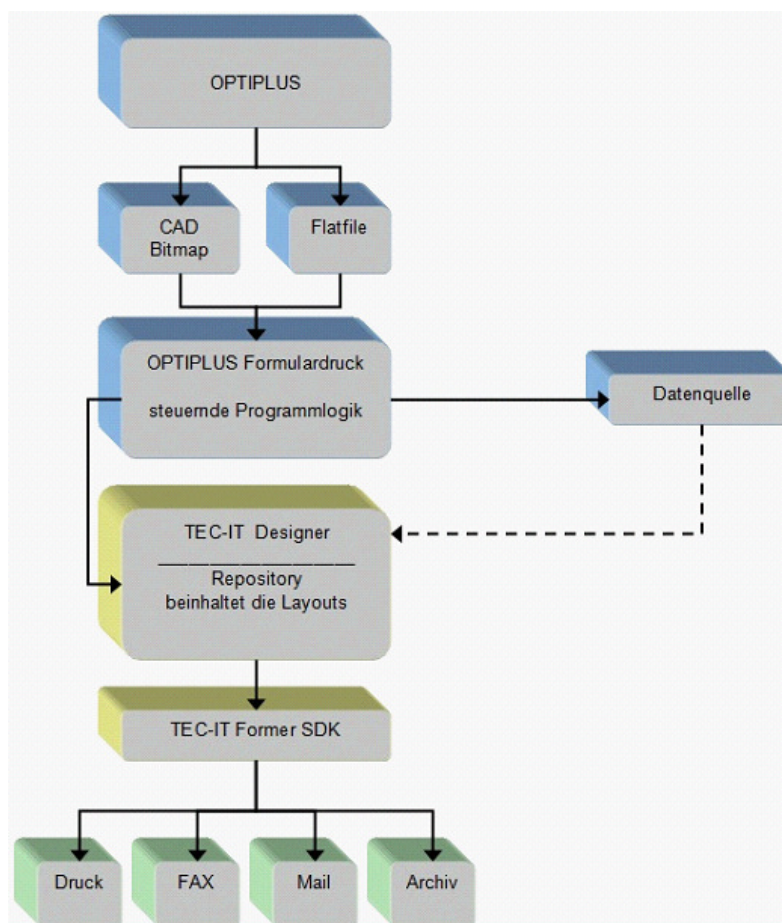 OPTIPLUS
CAD
Bitmap
Flatfile
OPTIPLUS Formulardruck
steuernde Programmlogik
Datenquelle
TEC-IT Designer
Repository
beinhaltet die Layouts
TEC-IT Former SDK
Druck
FAX
Mail
Archiv